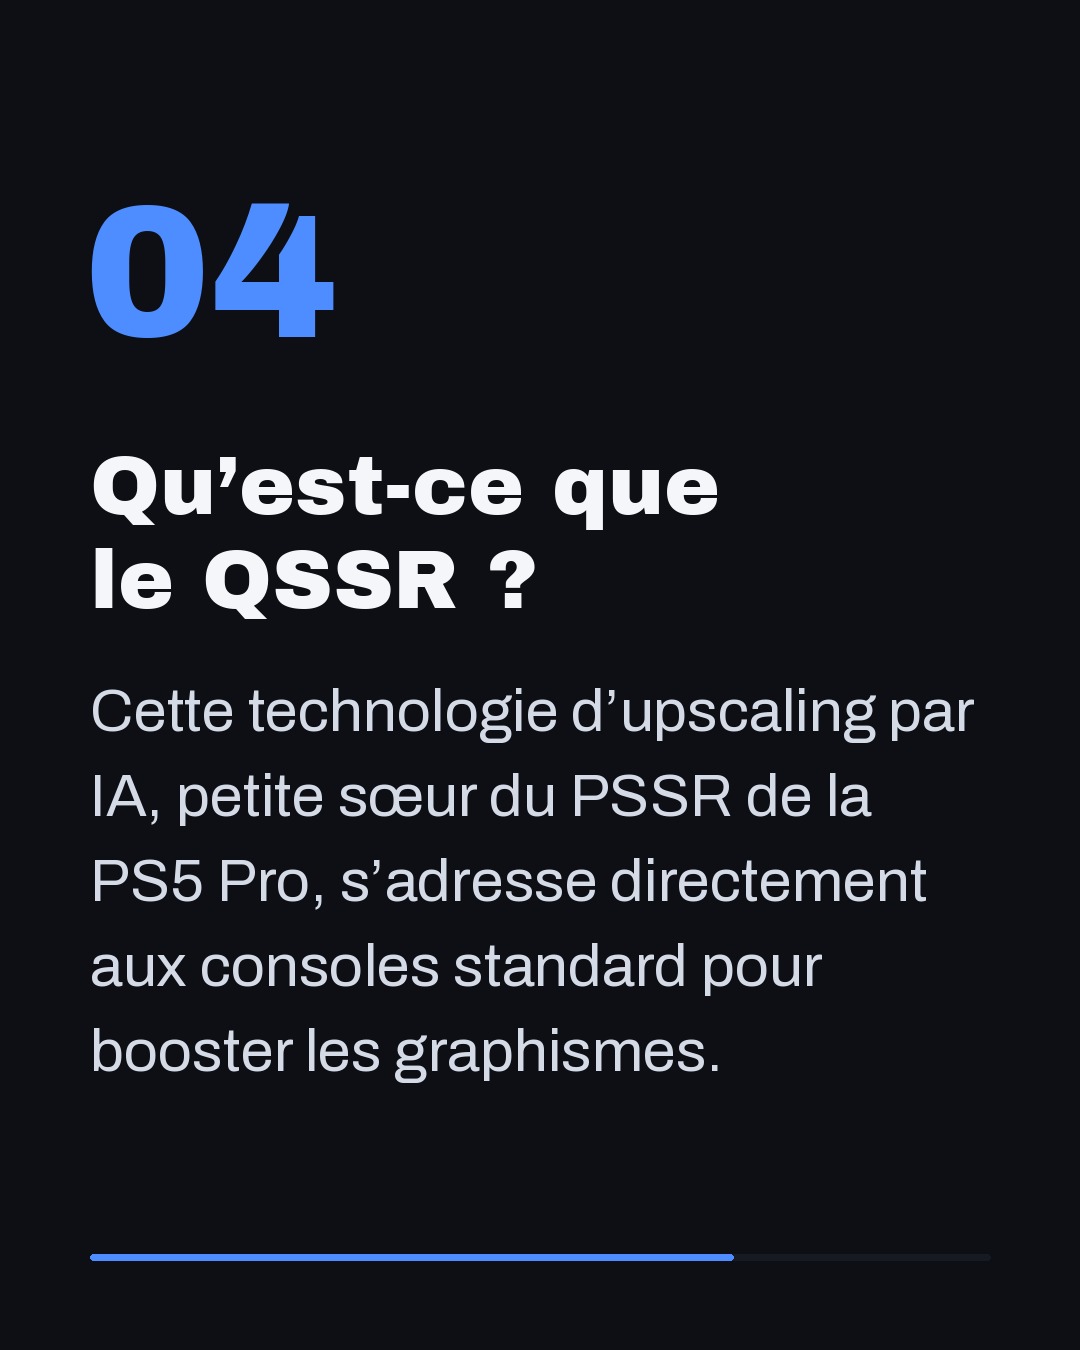 04
Qu’est-ce que
le QSSR ?
Cette technologie d’upscaling par
IA, petite sœur du PSSR de la
PS5 Pro, s’adresse directement
aux consoles standard pour
booster les graphismes.